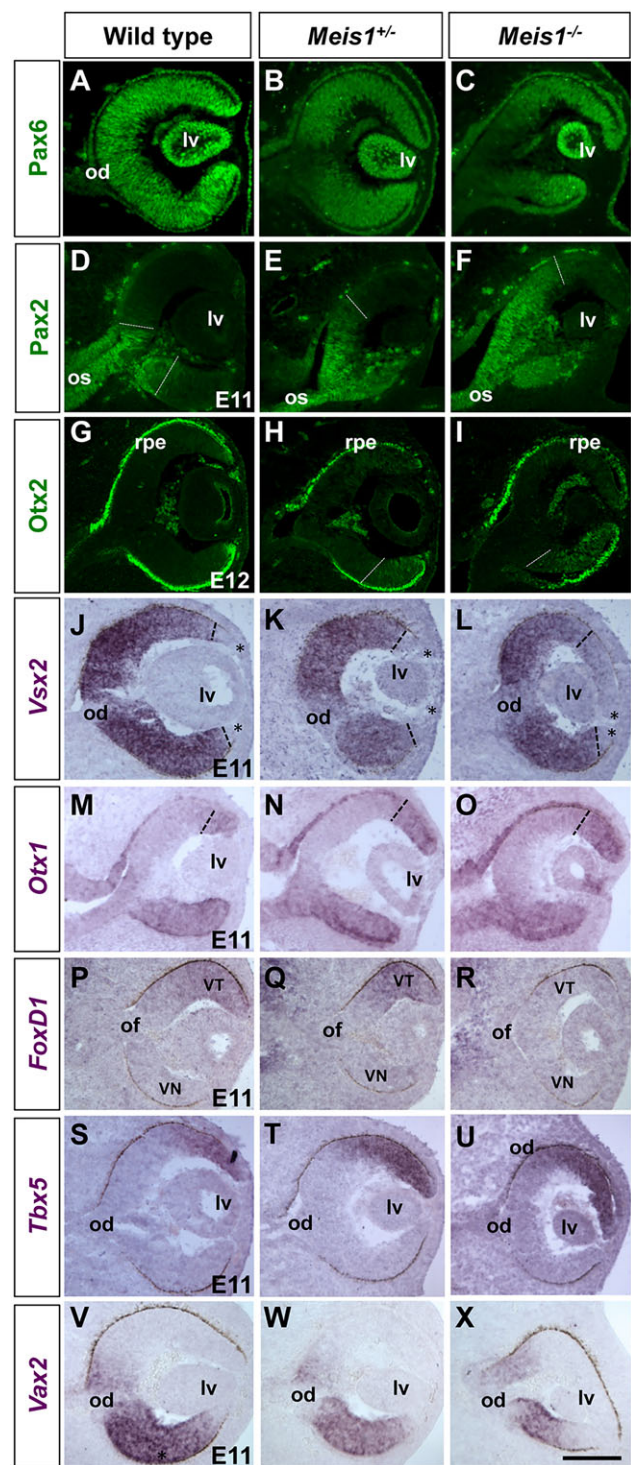 Wild type Meis1+/- Meis1-/-
Pax6
A lv od
B lv
C lv
Pax2
D lv os E11
E os
F lv os
Otx2
G rpe E12
H rpe
I rpe
Vsx2
J * lv * od E11
K * lv * od
L * lv * *
Otx1
M lv E11
N lv
O
FoxD1
P VT of VN E11
Q VT of VN
R VT of VN
Tbx5
S lv od E11
T lv od
U od lv od
Vax2
V lv od * E11
W lv od
X od